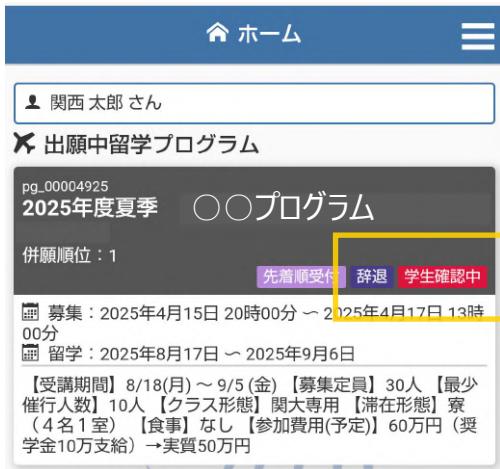 ホーム
関西 太郎 さん
出願中留学プログラム
pg_00004925
2025年度夏季 ○○プログラム
併願順位：1
先着順受付 辞退 学生確認中
募集：2025年4月15日 20時00分 〜 2025年4月17日 13時
00分
留学：2025年8月17日 〜 2025年9月6日
【受講期間】8/18(月) ~ 9/5 (金) 【募集定員】30人 【最少
催行人数】10人 【クラス形態】関大専用 【滞在形態】寮
（４名１室） 【食事】なし 【参加費用(予定)】60万円（奨
学金10万支給）→実質50万円